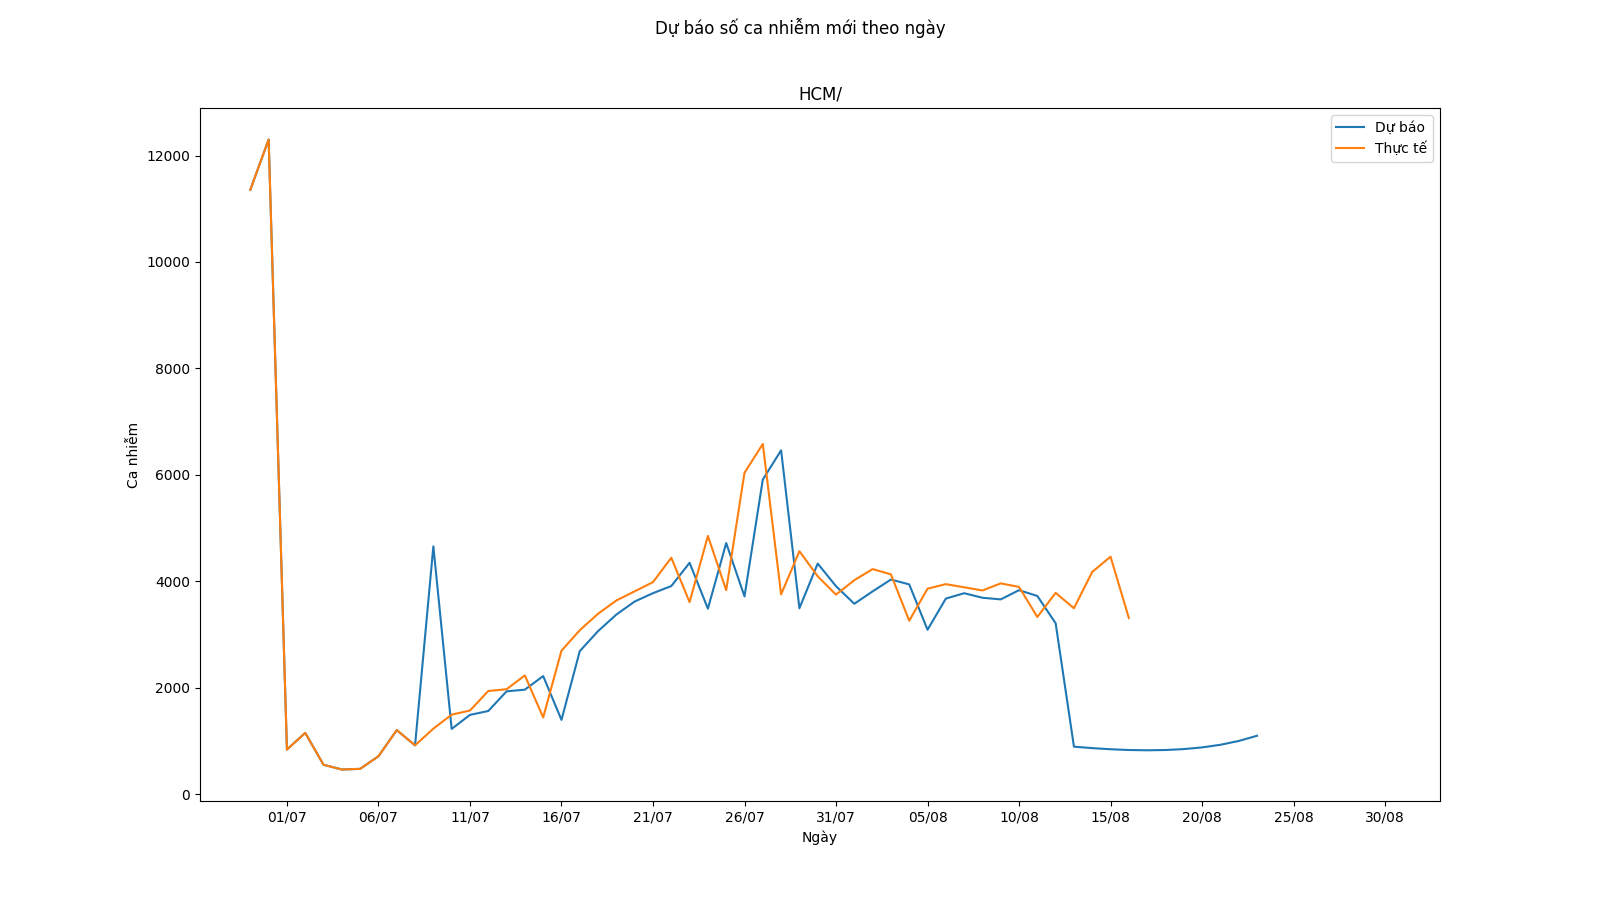 Dự báo số ca nhiễm mới theo ngày
HCM/
Dự báo
Thực tế
12000
10000
8000
6000
4000
2000
0
Ca nhiễm
01/07 06/07 11/07 16/07 21/07 26/07 31/07 05/08 10/08 15/08 20/08 25/08 30/08
Ngày